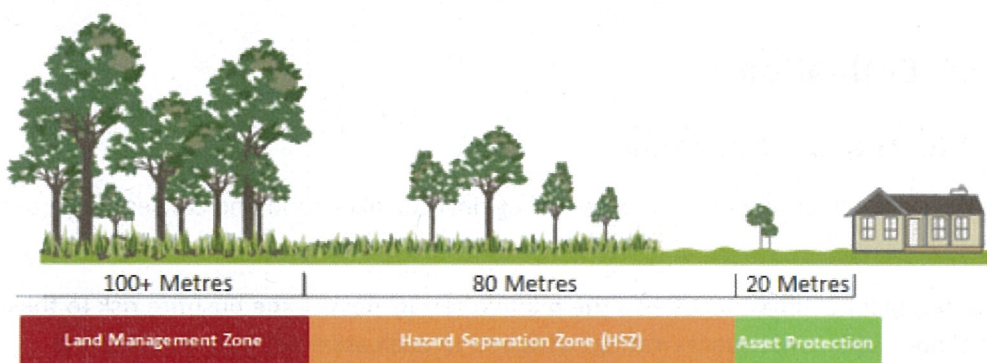 100+ Metres 80 Metres 20 Metres
Land Management Zone Hazard Separation Zone (HSZ) Asset Protection